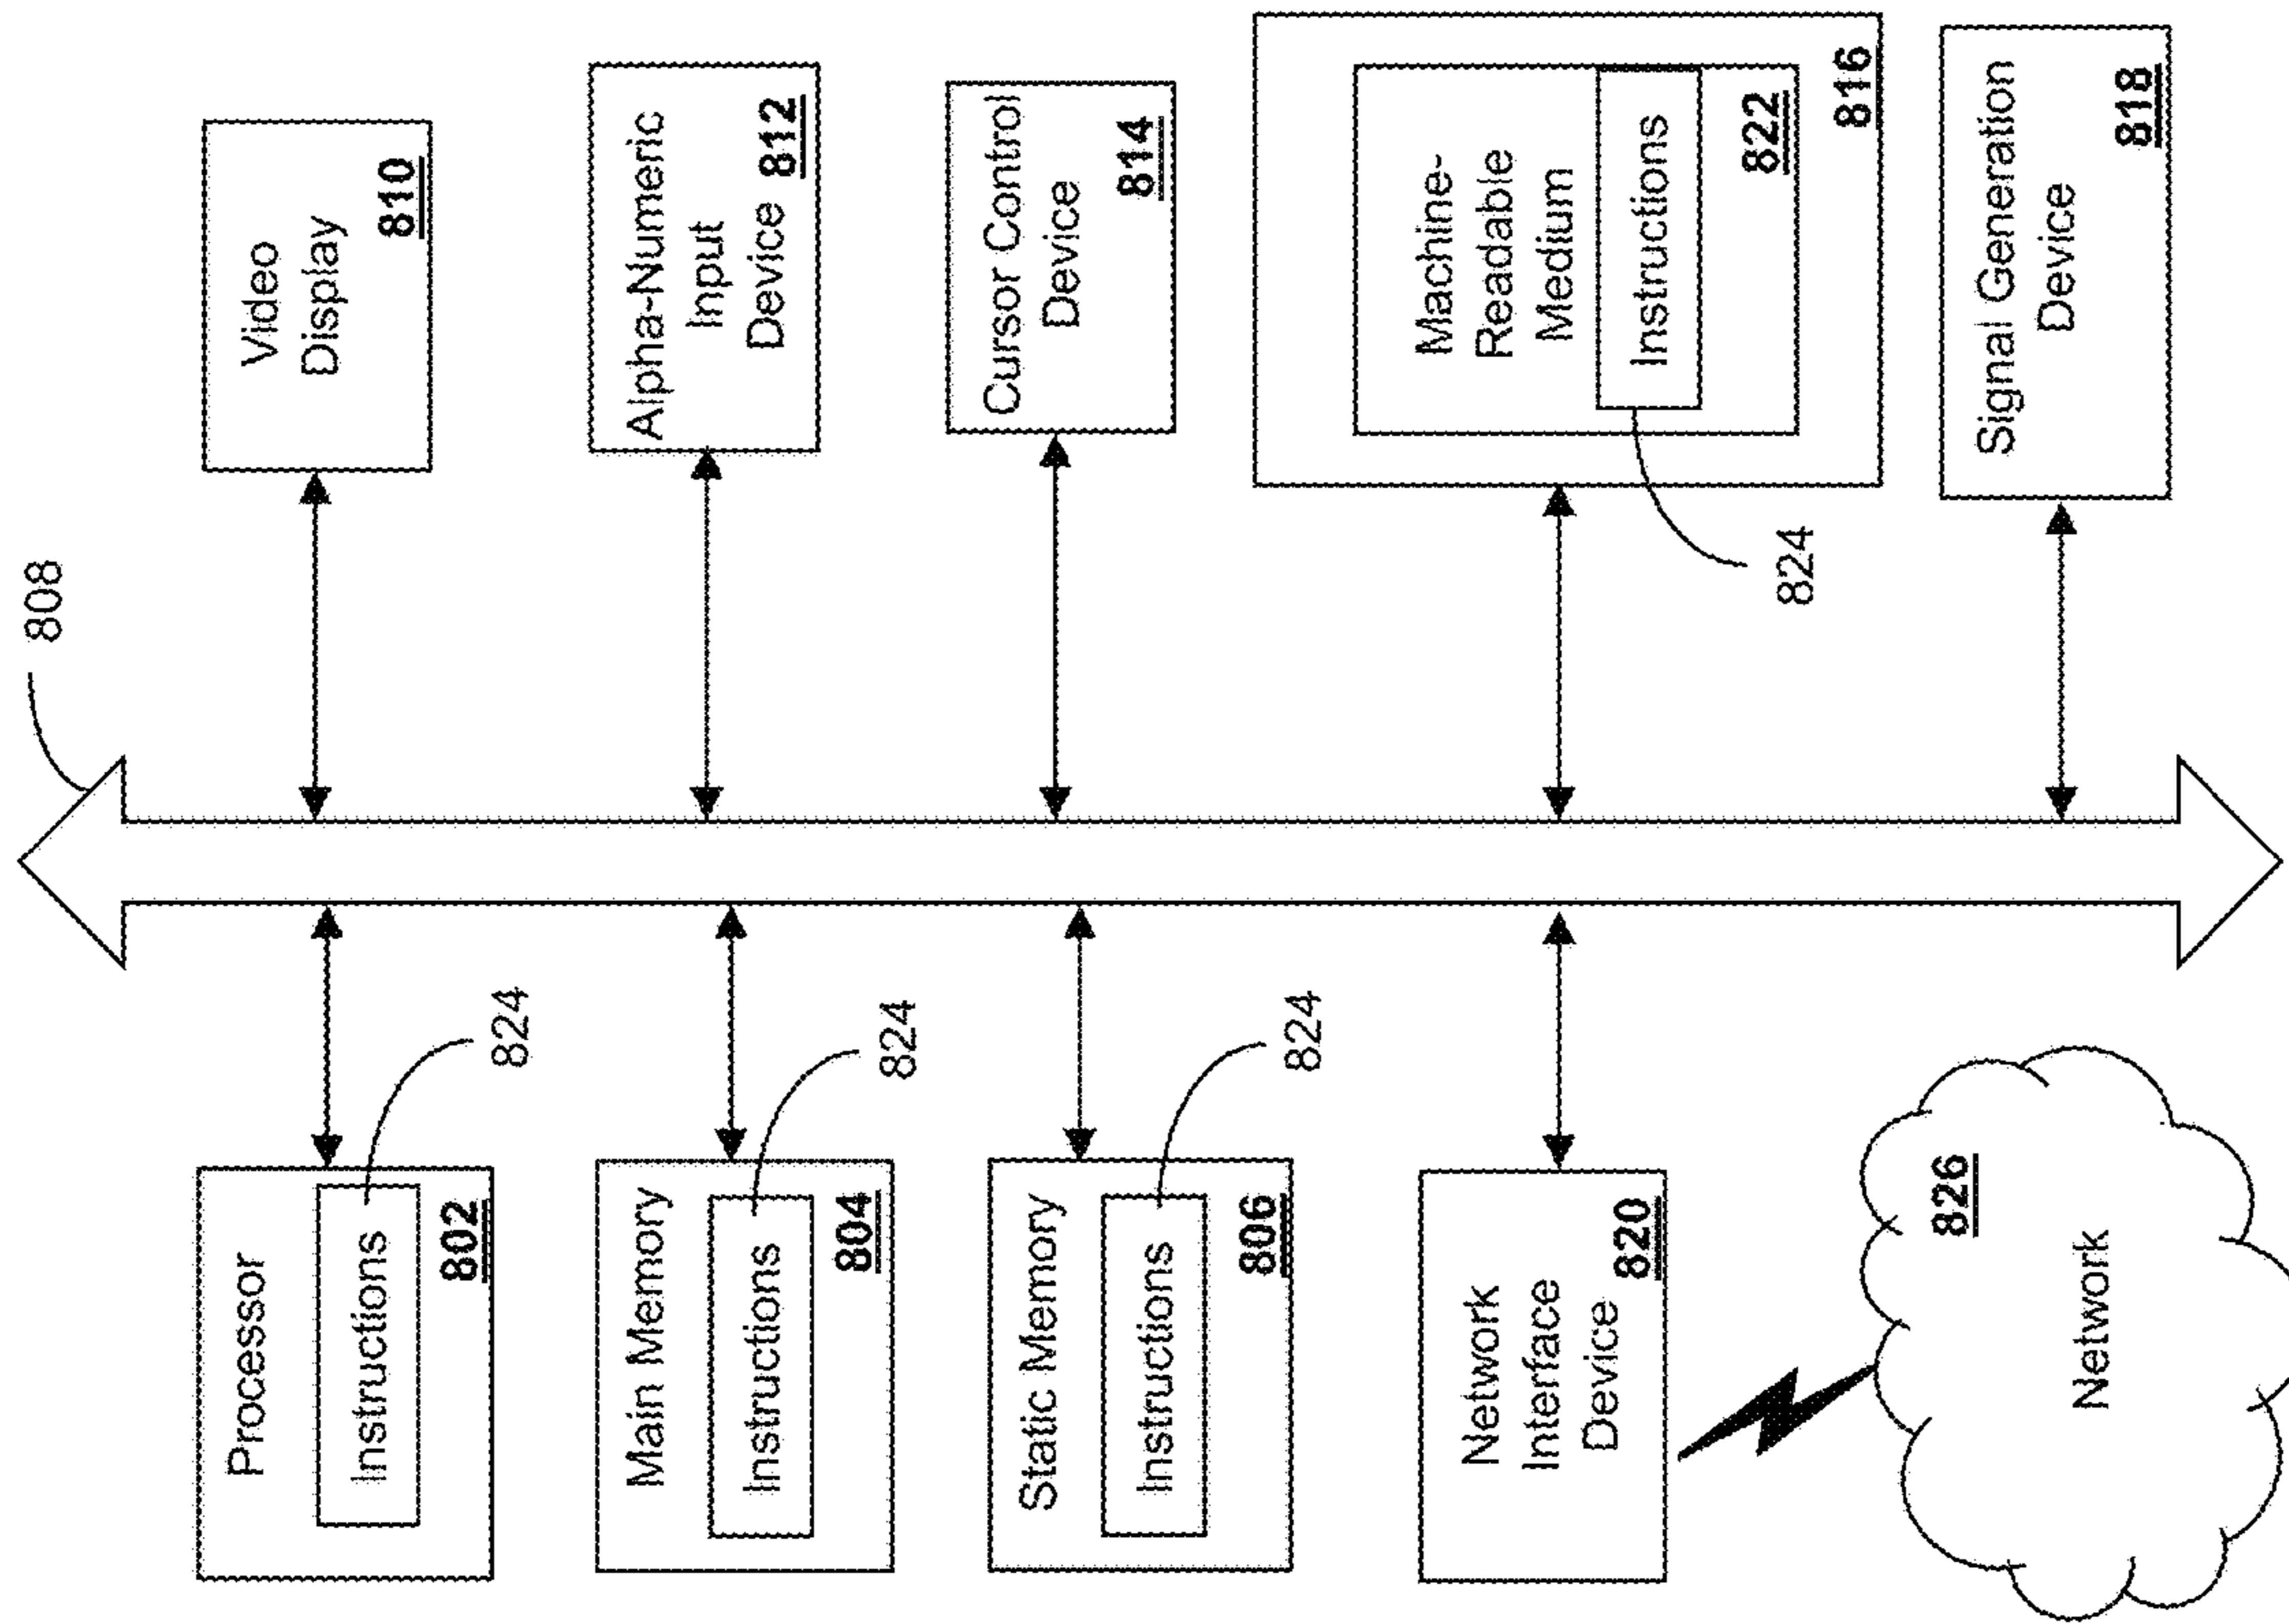 808
Processor
Instructions
824
802
Main Memory
Instructions
824
804
Static Memory
Instructions
824
806
Network
Interface
Device
820
826
Network
Video
Display
810
Alpha-Numeric
Input
Device 812
Cursor Control
Device
814
Machine-
Readable
Medium
Instructions
822
816
824
Signal Generation
Device
818